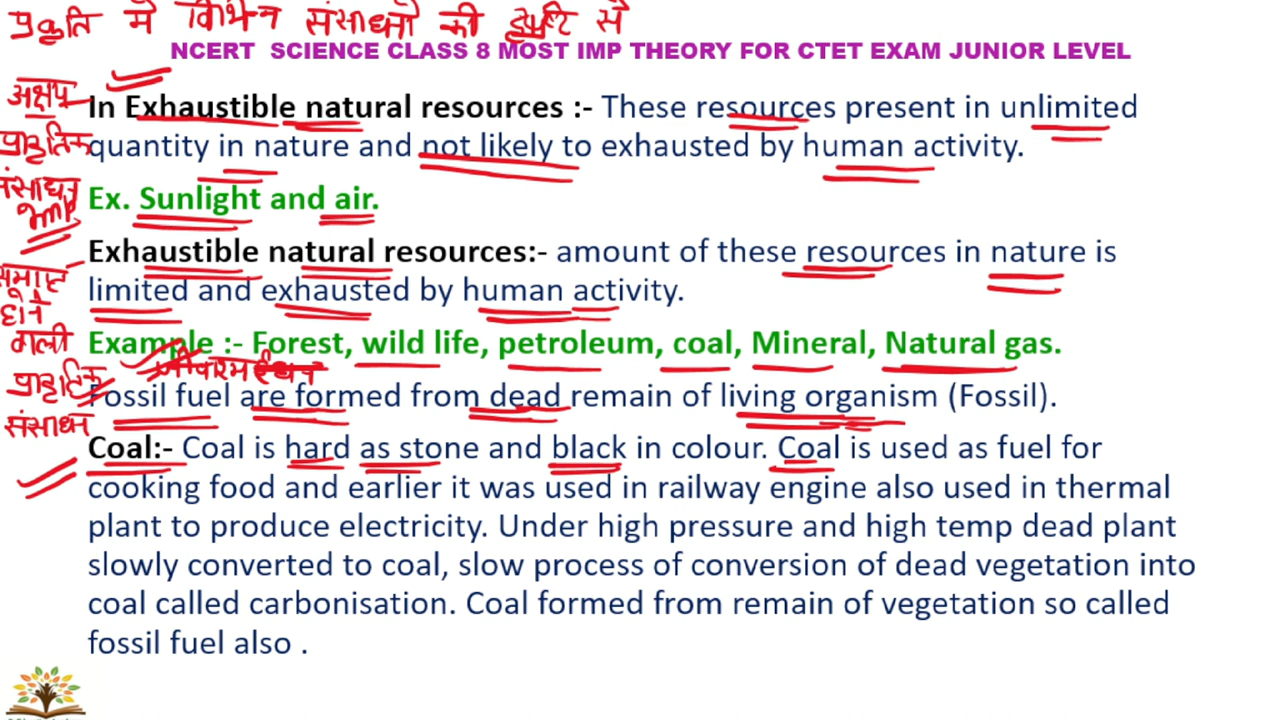 प्रकृति में विभिन्न संसाधनों की दृष्टि से
NCERT SCIENCE CLASS 8 MOST IMP THEORY FOR CTET EXAM JUNIOR LEVEL
अक्षय
प्राकृतिक
संसाधन
Imp
In Exhaustible natural resources :- These resources present in unlimited
quantity in nature and not likely to exhausted by human activity.
Ex. Sunlight and air.
समाप्त
होने
वाली
प्राकृतिक
संसाधन
Exhaustible natural resources:- amount of these resources in nature is
limited and exhausted by human activity.
Example :- Forest, wild life, petroleum, coal, Mineral, Natural gas.
जीवाश्म ईंधन
Fossil fuel are formed from dead remain of living organism (Fossil).
Coal:- Coal is hard as stone and black in colour. Coal is used as fuel for
cooking food and earlier it was used in railway engine also used in thermal
plant to produce electricity. Under high pressure and high temp dead plant
slowly converted to coal, slow process of conversion of dead vegetation into
coal called carbonisation. Coal formed from remain of vegetation so called
fossil fuel also .